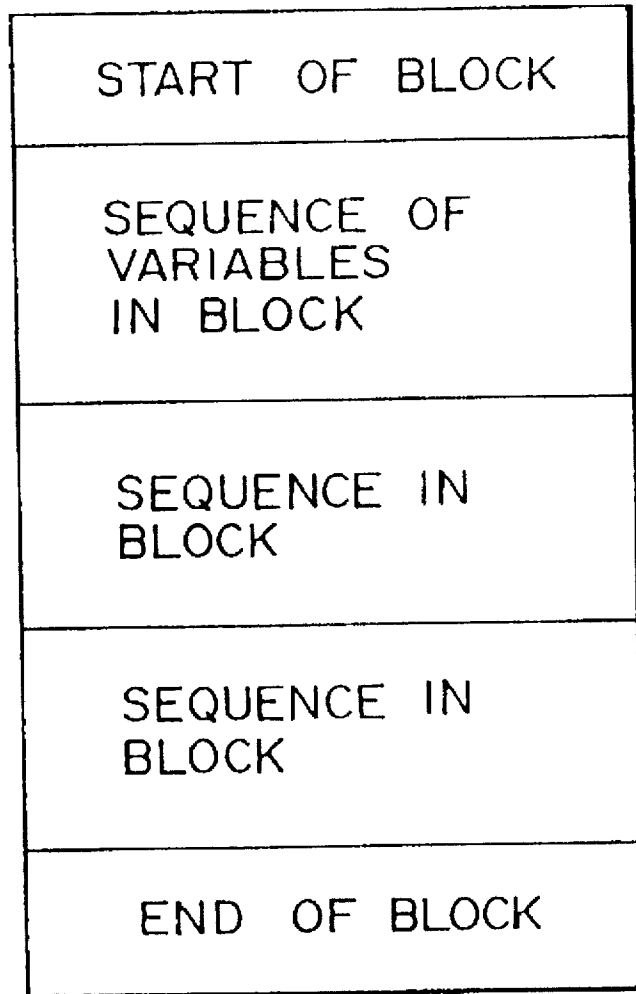 START OF BLOCK
SEQUENCE OF
VARIABLES
IN BLOCK
SEQUENCE IN
BLOCK
SEQUENCE IN
BLOCK
END OF BLOCK